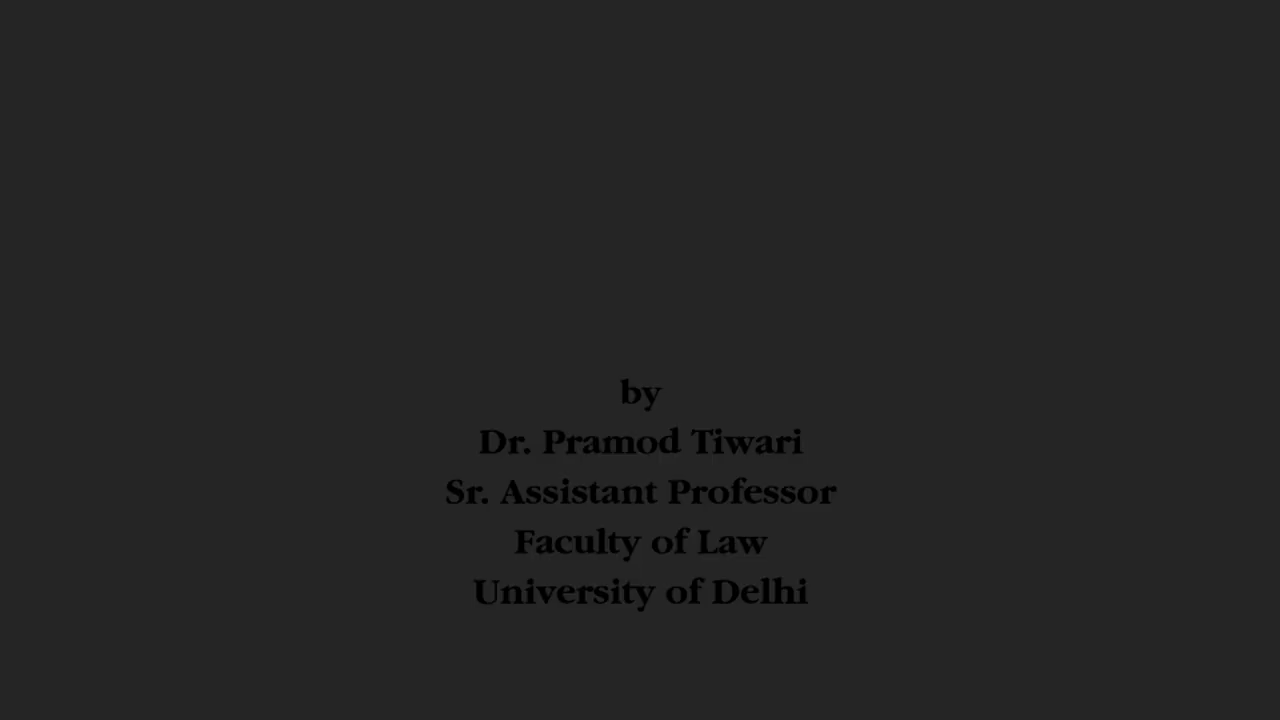 by
Dr. Pramod Tiwari
Sr. Assistant Professor
Faculty of Law
University of Delhi